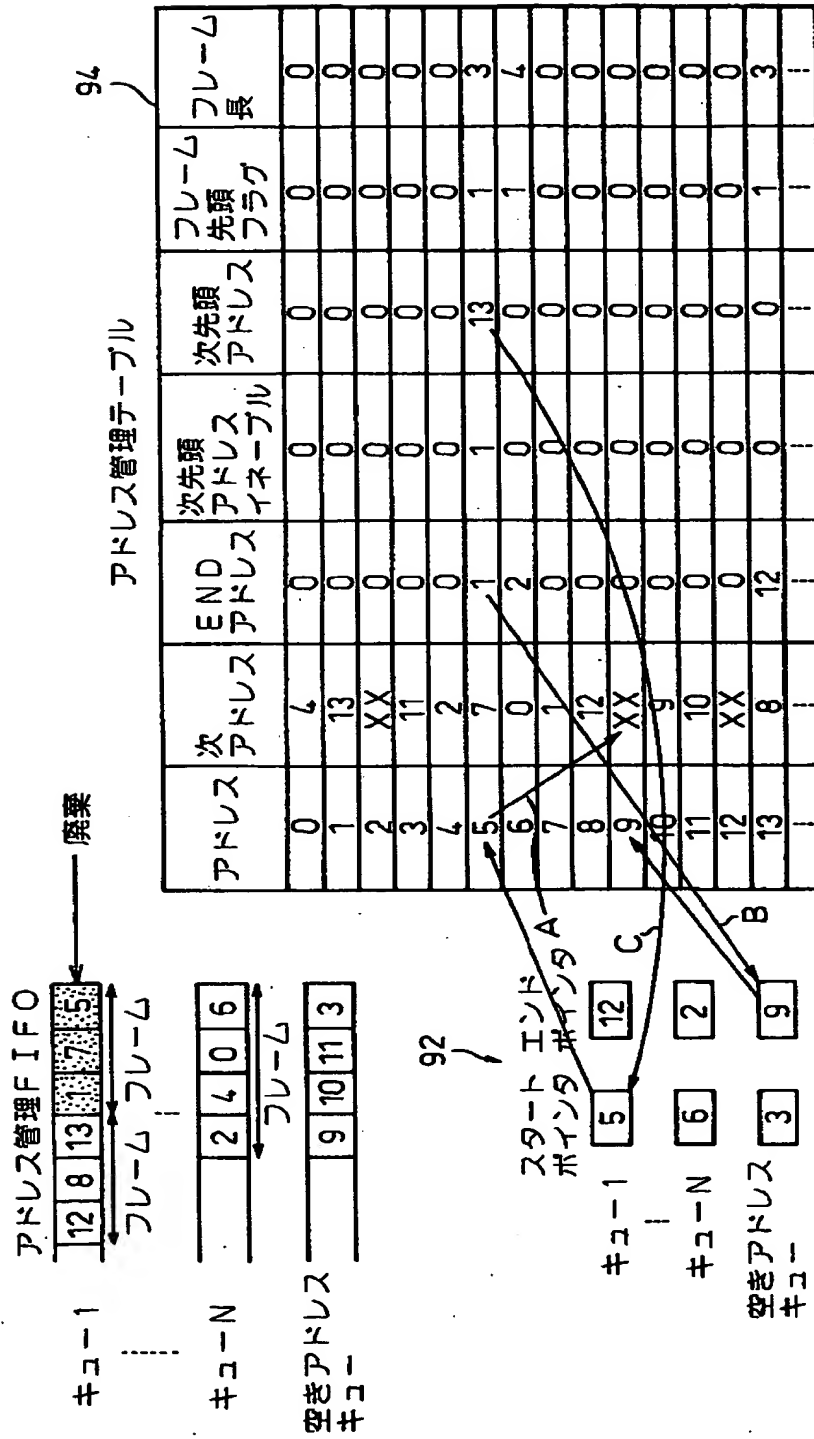 アドレス管理FIFO
キュー1
12 8 13 1 7 5
廃棄
フレーム フレーム
キューN
2 4 0 6
フレーム
空きアドレス
キュー
9 10 11 3
92
スタート エンド
ポインタ ポインタ
キュー1 5 12
キューN 6 2
空きアドレス
キュー
3 9
A
B
C
アドレス管理テーブル
94
アドレス 次アドレス ENDアドレス 次先頭アドレスイネーブル 次先頭アドレス フレーム先頭フラグ フレーム長
0 4 0 0 0 0 0
1 13 0 0 0 0 0
2 XX 0 0 0 0 0
3 11 0 0 0 0 0
4 2 0 0 0 0 0
5 7 1 1 13 1 3
6 0 2 0 0 1 4
7 1 0 0 0 0 0
8 12 0 0 0 0 0
9 XX 0 0 0 0 0
10 9 0 0 0 0 0
11 10 0 0 0 0 0
12 XX 0 0 0 0 0
13 8 12 0 0 1 3